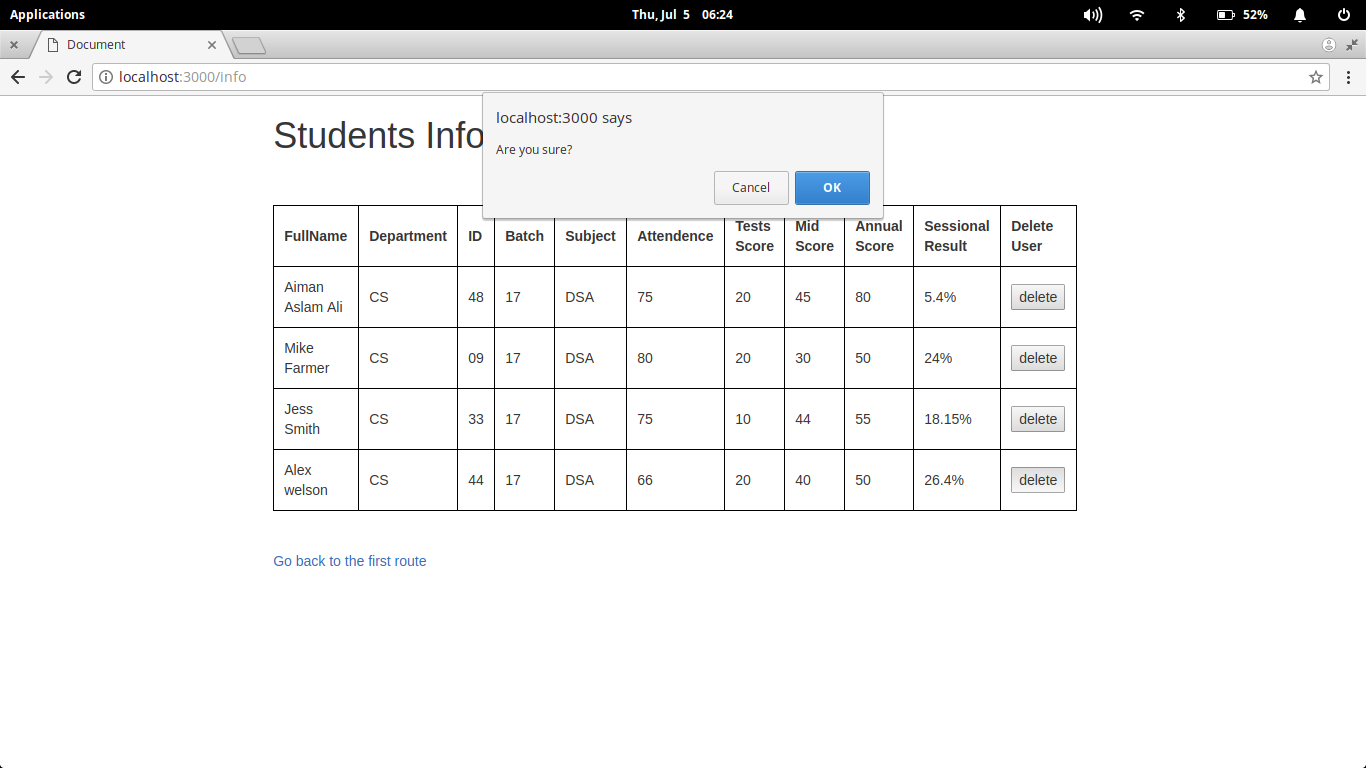 Applications
Thu, Jul 5 06:24
52%
Document
localhost:3000/info
localhost:3000 says
Are you sure?
Cancel OK
Students Info
FullName Department ID Batch Subject Attendence Tests Score Mid Score Annual Score Sessional Result Delete User
Aiman Aslam Ali CS 48 17 DSA 75 20 45 80 5.4% delete
Mike Farmer CS 09 17 DSA 80 20 30 50 24% delete
Jess Smith CS 33 17 DSA 75 10 44 55 18.15% delete
Alex welson CS 44 17 DSA 66 20 40 50 26.4% delete
Go back to the first route